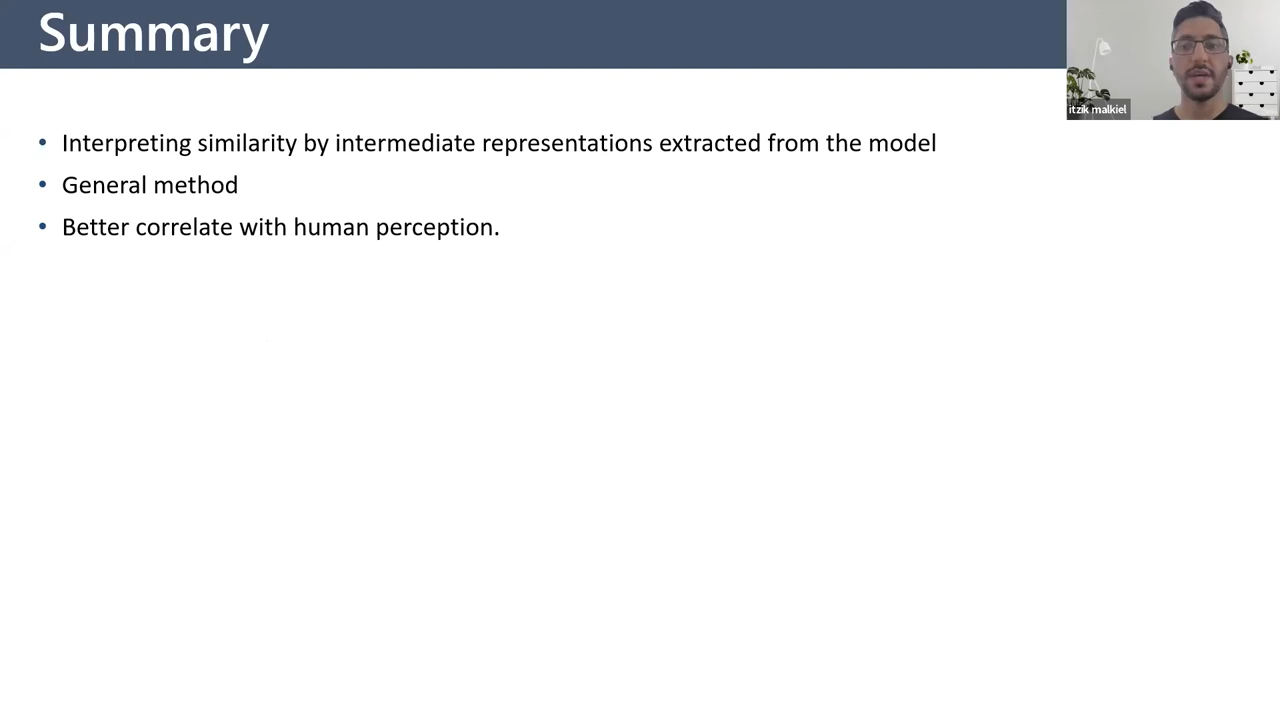 Summary
itzik malkiel
• Interpreting similarity by intermediate representations extracted from the model
• General method
• Better correlate with human perception.